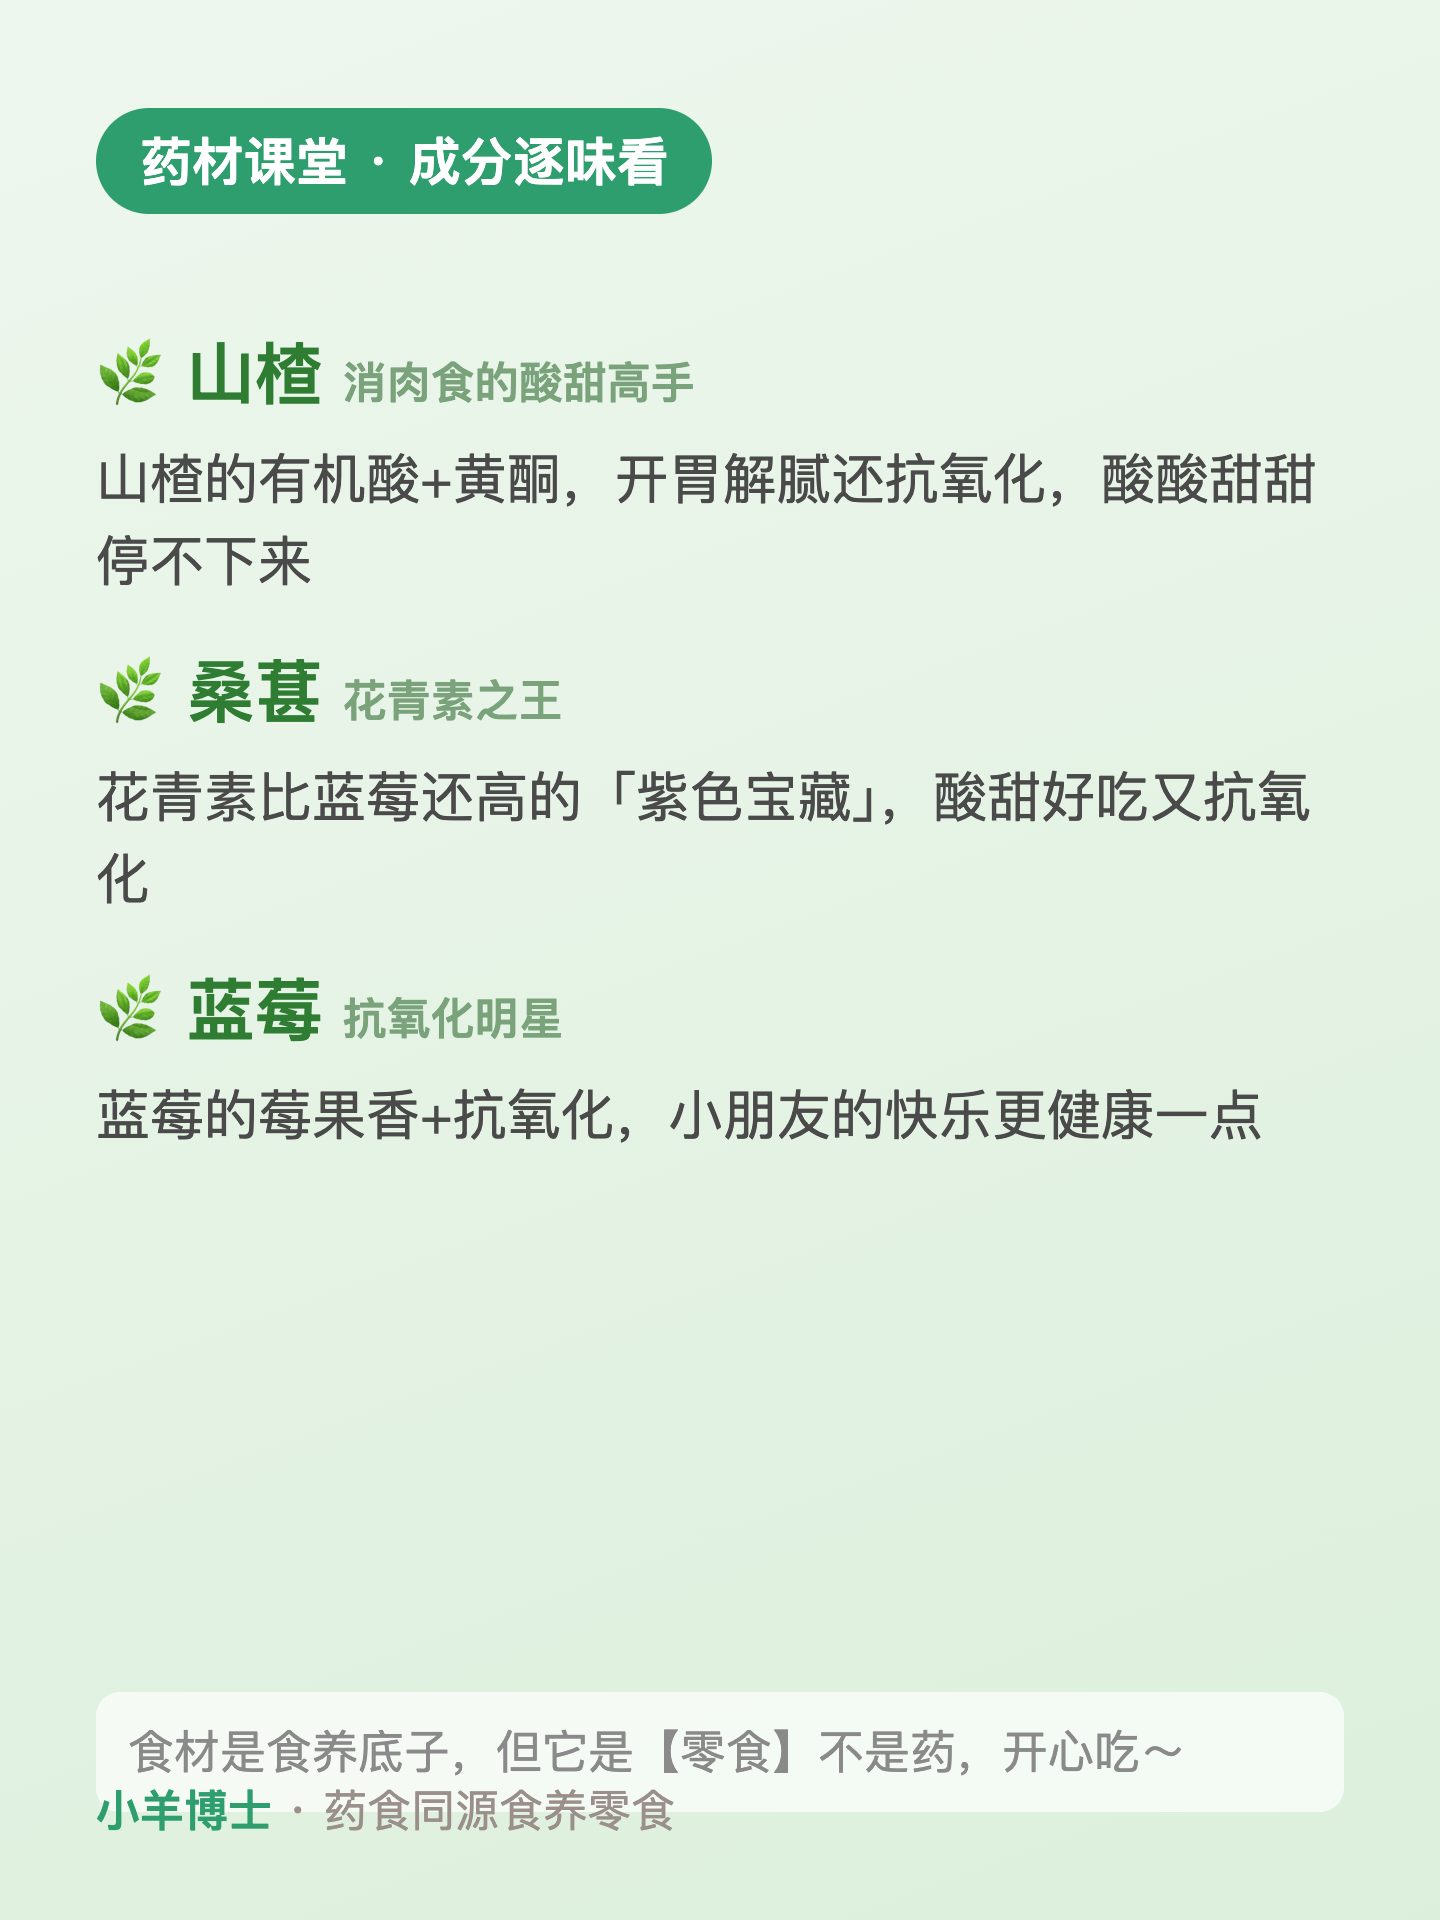 药材课堂 · 成分逐味看
山楂 消肉食的酸甜高手
山楂的有机酸+黄酮，开胃解腻还抗氧化，酸酸甜甜
停不下来
桑葚 花青素之王
花青素比蓝莓还高的「紫色宝藏」，酸甜好吃又抗氧
化
蓝莓 抗氧化明星
蓝莓的莓果香+抗氧化，小朋友的快乐更健康一点
食材是食养底子，但它是【零食】不是药，开心吃～
小羊博士 · 药食同源食养零食